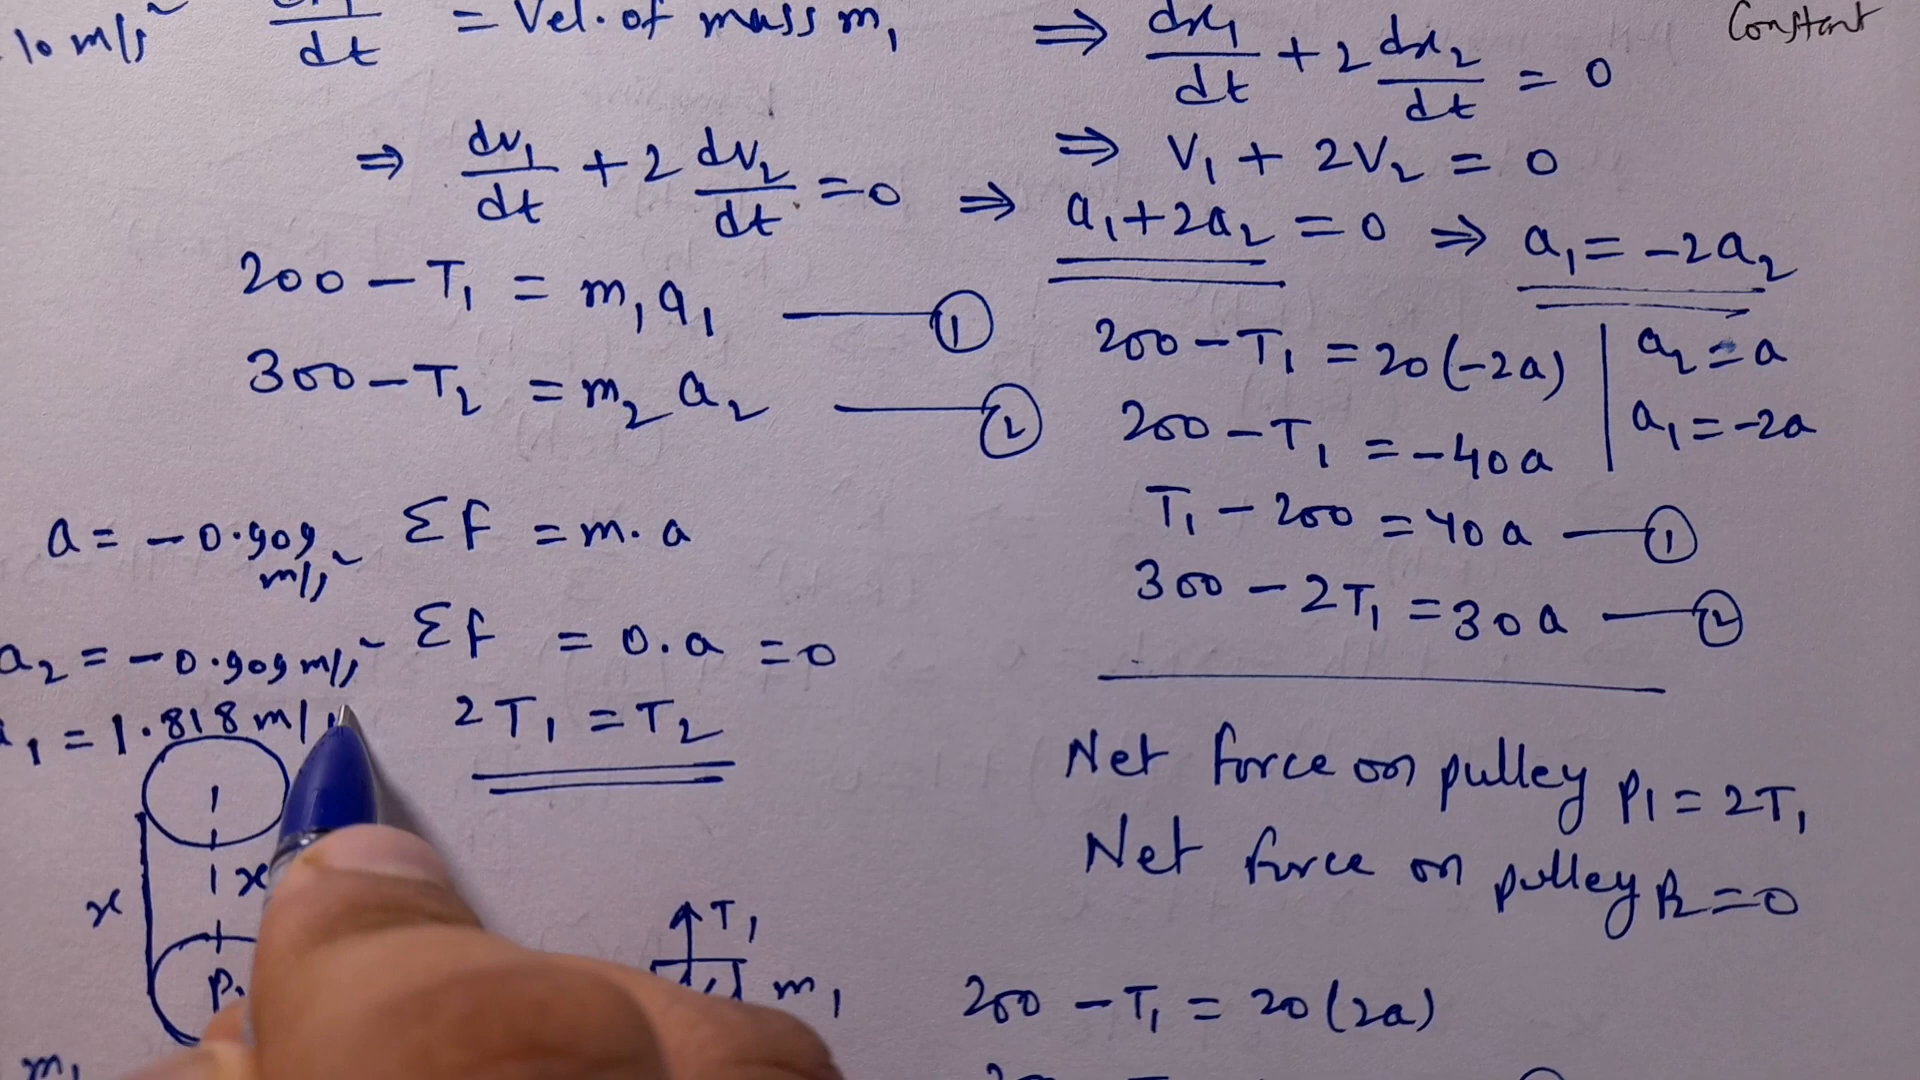 10 m/s² dx₁/dt = Vel. of mass m₁
⇒ dv₁/dt + 2 dv₂/dt = 0 ⇒ a₁ + 2a₂ = 0 ⇒ a₁ = -2a₂
200 - T₁ = m₁a₁ —— ①
300 - T₂ = m₂a₂ —— ②
a = -0.909 m/s²
ΣF = m.a
a₂ = -0.909 m/s²
ΣF = 0.a = 0
a₁ = 1.818 m/
2T₁ = T₂
x
x
P
m₁
T₁
m₁
Constant
⇒ dx₁/dt + 2 dx₂/dt = 0
⇒ V₁ + 2V₂ = 0
200 - T₁ = 20(-2a)
a₂ = a
200 - T₁ = -40a
a₁ = -2a
T₁ - 200 = 40a —— ①
300 - 2T₁ = 30a —— ②
Net force on pulley P₁ = 2T₁
Net force on pulley P₂ = 0
200 - T₁ = 20(2a)